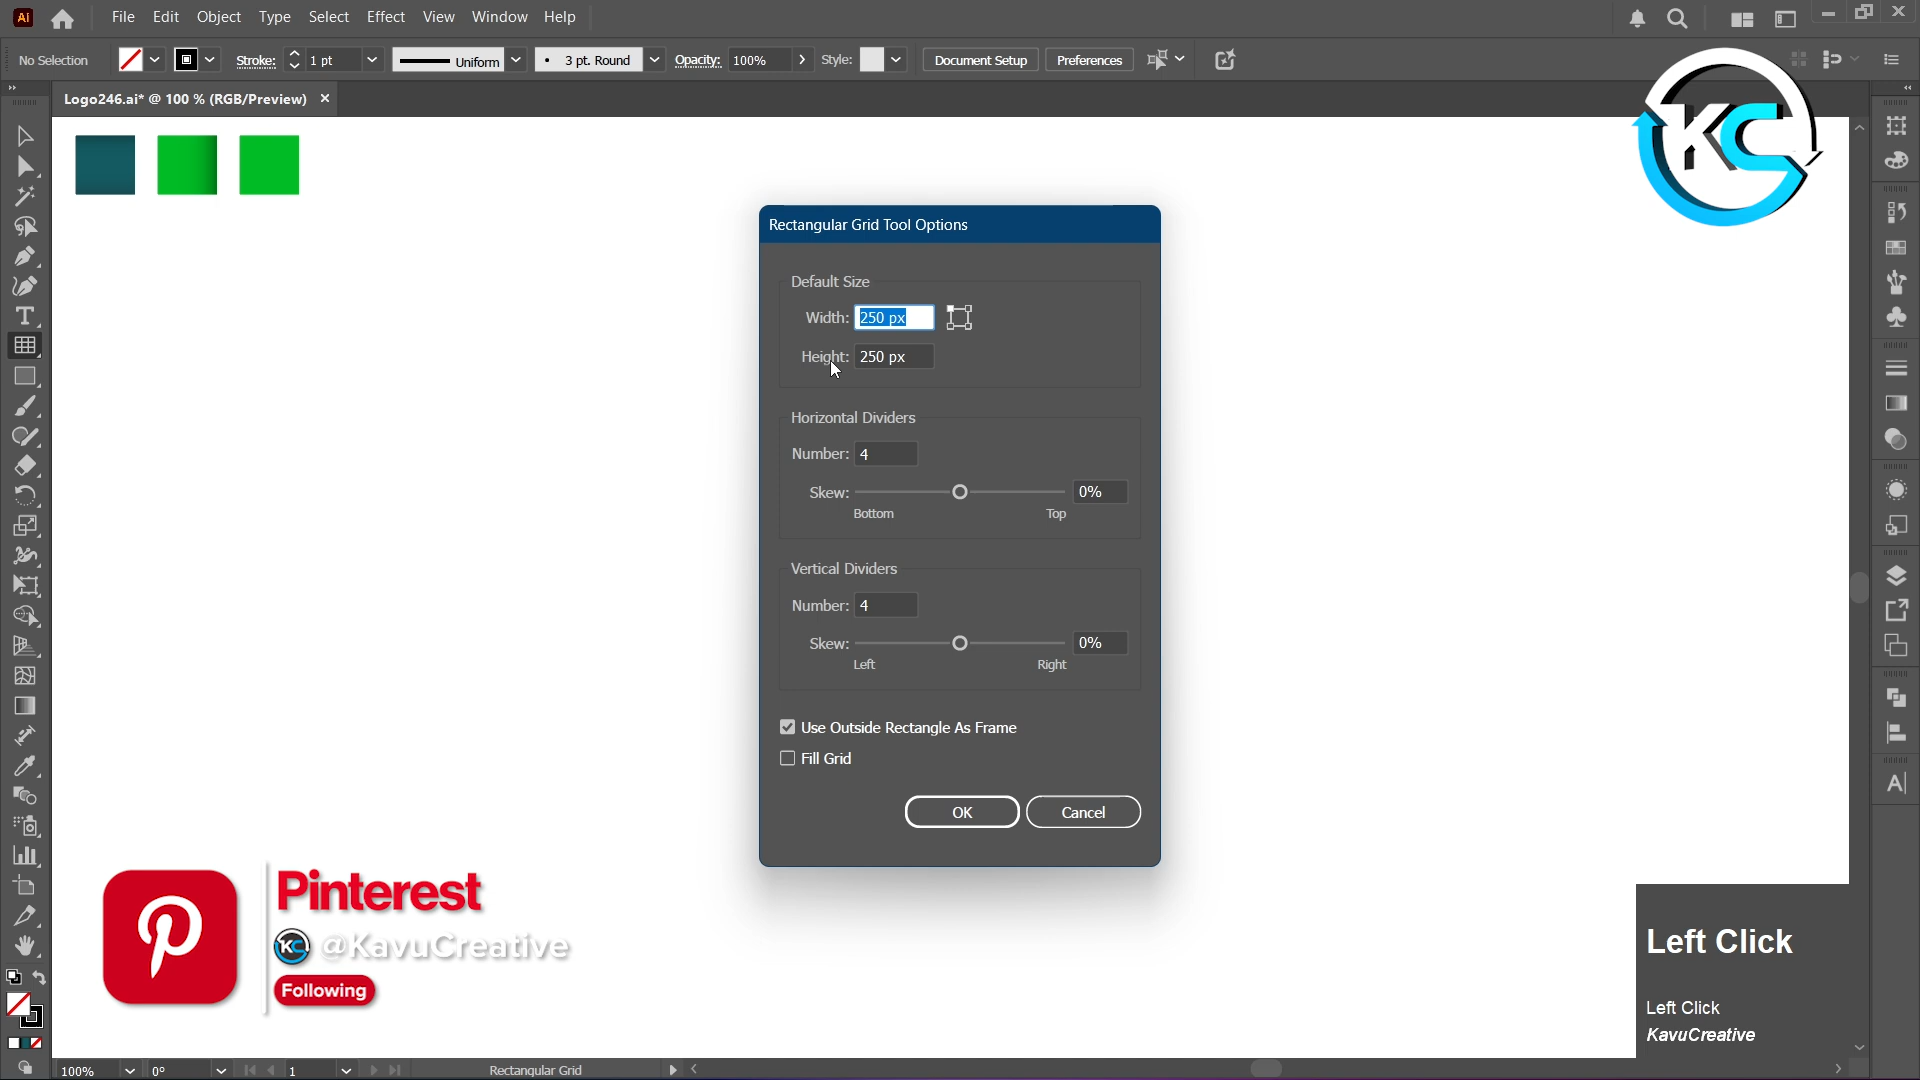 Ai File Edit Object Type Select Effect View Window Help
No Selection Stroke: 1 pt Uniform 3 pt. Round Opacity: 100% Style: Document Setup Preferences
Logo246.ai* @ 100 % (RGB/Preview)
KC
Rectangular Grid Tool Options
Default Size
Width: 250 px
Height: 250 px
Horizontal Dividers
Number: 4
Skew: 0%
Bottom Top
Vertical Dividers
Number: 4
Skew: 0%
Left Right
Use Outside Rectangle As Frame
Fill Grid
OK Cancel
Pinterest
KC @KavuCreative
Following
Left Click
Left Click
KavuCreative
100% 0° 1 Rectangular Grid